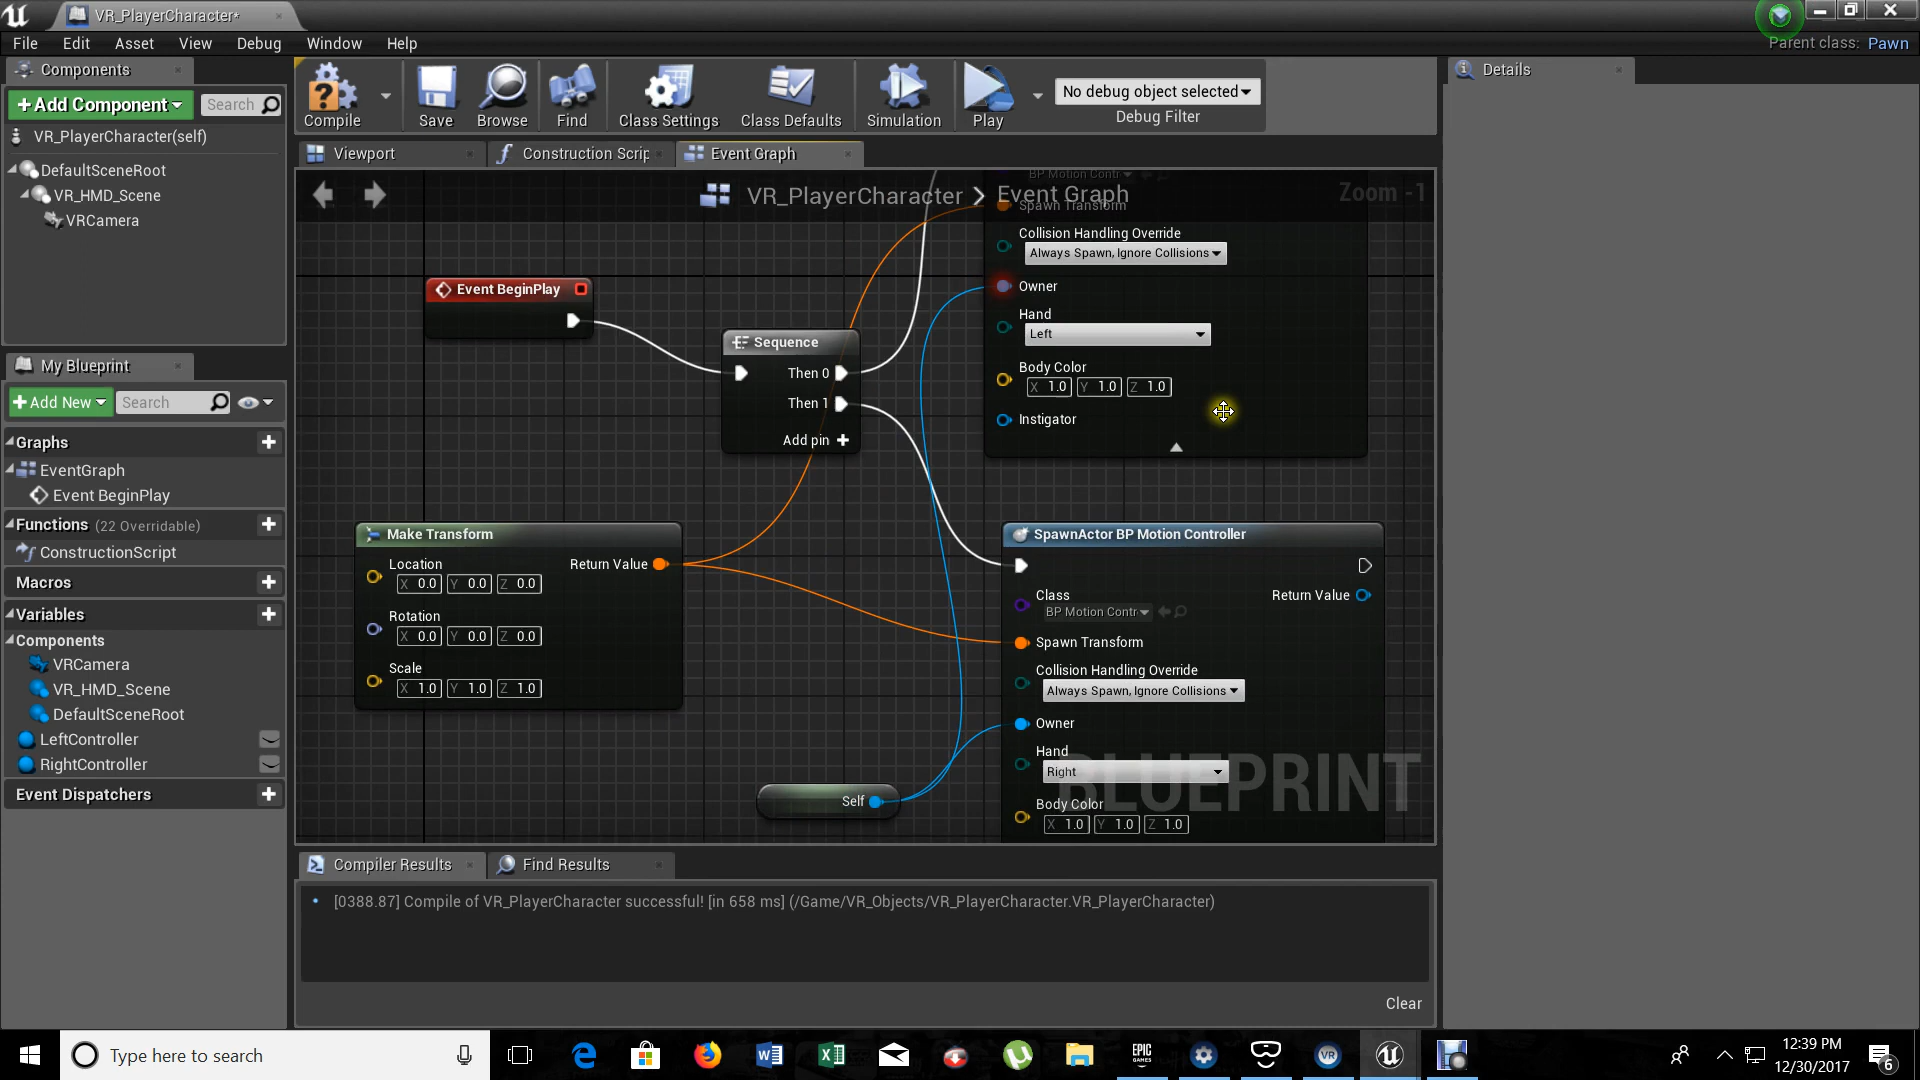 VR_PlayerCharacter*
File Edit Asset View Debug Window Help
Parent class: Pawn
Components
+Add Component
Search
VR_PlayerCharacter(self)
DefaultSceneRoot
VR_HMD_Scene
VRCamera
My Blueprint
+Add New
Search
Graphs
EventGraph
Event BeginPlay
Functions (22 Overridable)
ConstructionScript
Macros
Variables
Components
VRCamera
VR_HMD_Scene
DefaultSceneRoot
LeftController
RightController
Event Dispatchers
Compile
Save
Browse
Find
Class Settings
Class Defaults
Simulation
Play
No debug object selected
Debug Filter
Viewport
Construction Scrip
Event Graph
VR_PlayerCharacter > Event Graph
Zoom -1
BP Motion Contr
Spawn Transform
Collision Handling Override
Always Spawn, Ignore Collisions
Owner
Hand
Left
Body Color
X 1.0 Y 1.0 Z 1.0
Instigator
Event BeginPlay
Sequence
Then 0
Then 1
Add pin +
Make Transform
Location
X 0.0 Y 0.0 Z 0.0
Return Value
Rotation
X 0.0 Y 0.0 Z 0.0
Scale
X 1.0 Y 1.0 Z 1.0
Self
SpawnActor BP Motion Controller
Class
BP Motion Contr
Return Value
Spawn Transform
Collision Handling Override
Always Spawn, Ignore Collisions
Owner
Hand
Right
Body Color
X 1.0 Y 1.0 Z 1.0
BLUEPRINT
Compiler Results
Find Results
[0388.87] Compile of VR_PlayerCharacter successful! [in 658 ms] (/Game/VR_Objects/VR_PlayerCharacter.VR_PlayerCharacter)
Clear
Details
Type here to search
EPIC
GAMES
VR
12:39 PM
12/30/2017
6